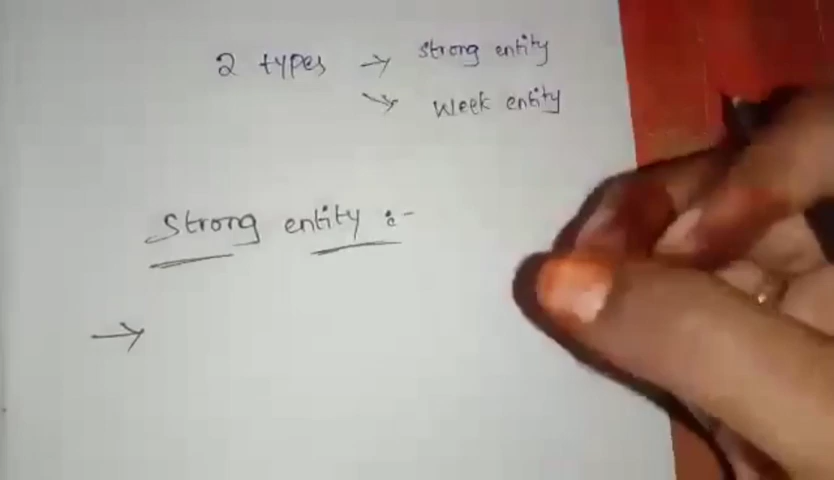 2 types → strong entity
↘ week entity
Strong entity :-
→